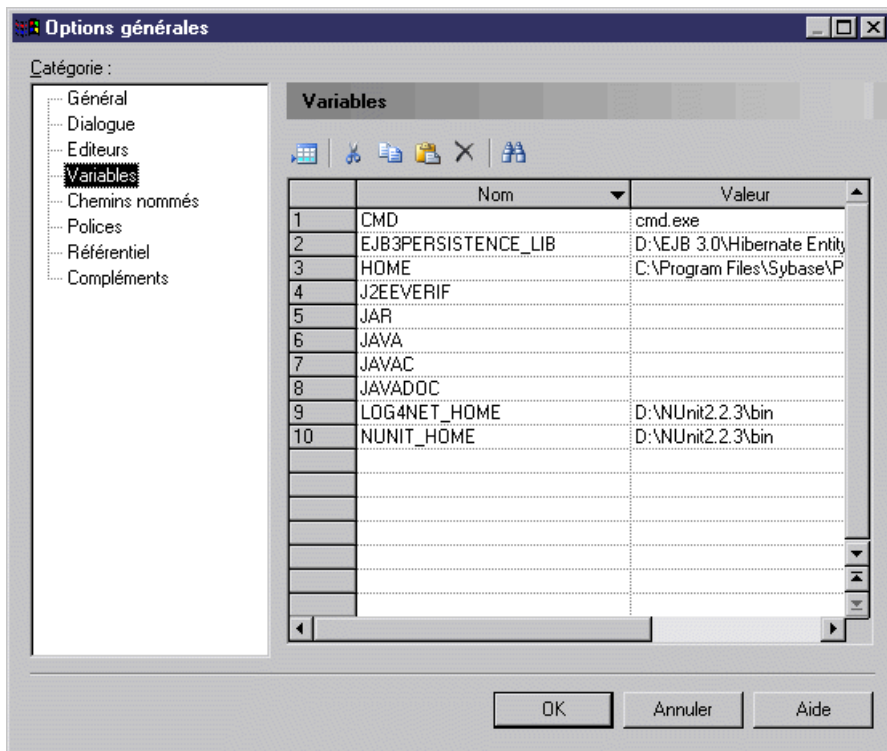 Options générales
Catégorie :
Général
Dialogue
Editeurs
Variables
Chemins nommés
Polices
Référentiel
Compléments
Variables
Nom Valeur
1 CMD cmd.exe
2 EJB3PERSISTENCE_LIB D:\EJB 3.0\Hibernate Entity
3 HOME C:\Program Files\Sybase\P
4 J2EEVERIF
5 JAR
6 JAVA
7 JAVAC
8 JAVADOC
9 LOG4NET_HOME D:\NUnit2.2.3\bin
10 NUNIT_HOME D:\NUnit2.2.3\bin
OK Annuler Aide